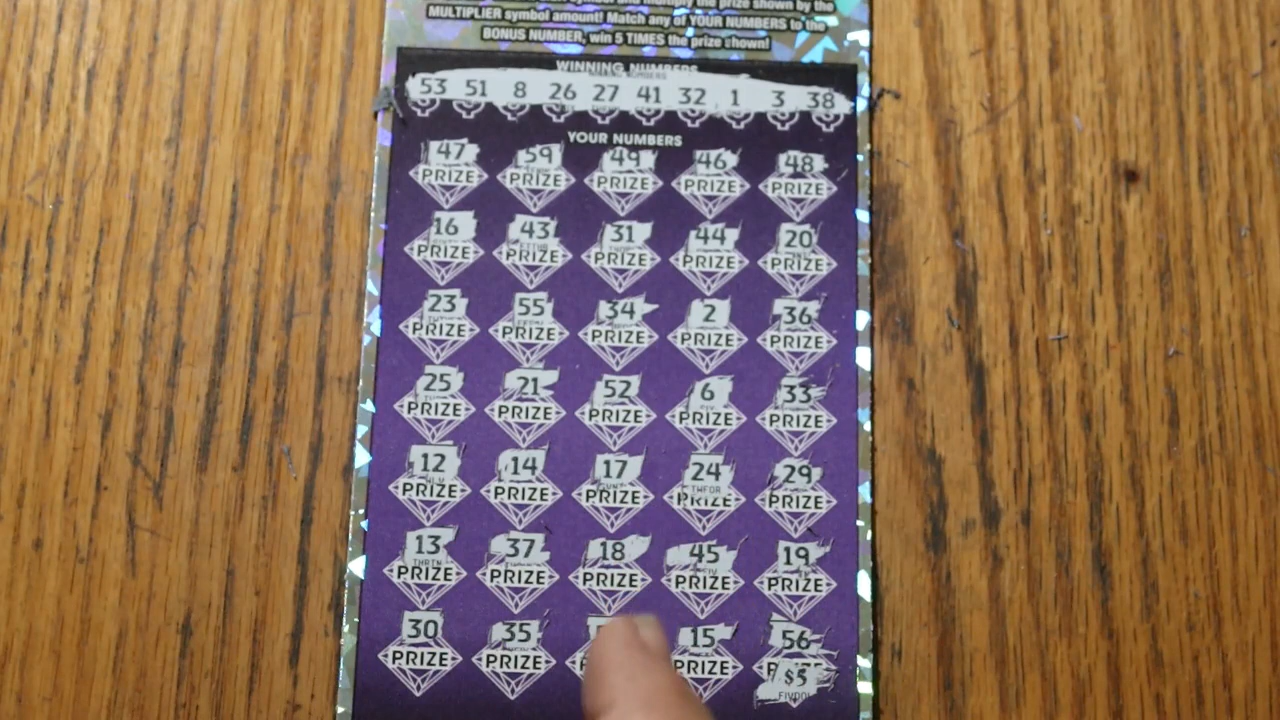 MULTIPLIER symbol amount! Match any of YOUR NUMBERS to the
BONUS NUMBER, win 5 TIMES the prize shown!
WINNING NUMBERS
WINNING NUMBERS
53 51 8 26 27 41 32 1 3 38
YOUR NUMBERS
47 59 49 46 48
PRIZE PRIZE PRIZE PRIZE PRIZE
16 43 31 44 20
PRIZE PRIZE PRIZE PRIZE PRIZE
23 55 34 2 36
PRIZE PRIZE PRIZE PRIZE PRIZE
25 21 52 6 33
PRIZE PRIZE PRIZE PRIZE PRIZE
12 14 17 24 29
TWFOR
PRIZE PRIZE PRIZE PRIZE PRIZE
13 37 18 45 19
THRTN
PRIZE PRIZE PRIZE PRIZE PRIZE
30 35 15 56
PRIZE PRIZE PRIZE
$5
FIVDOL